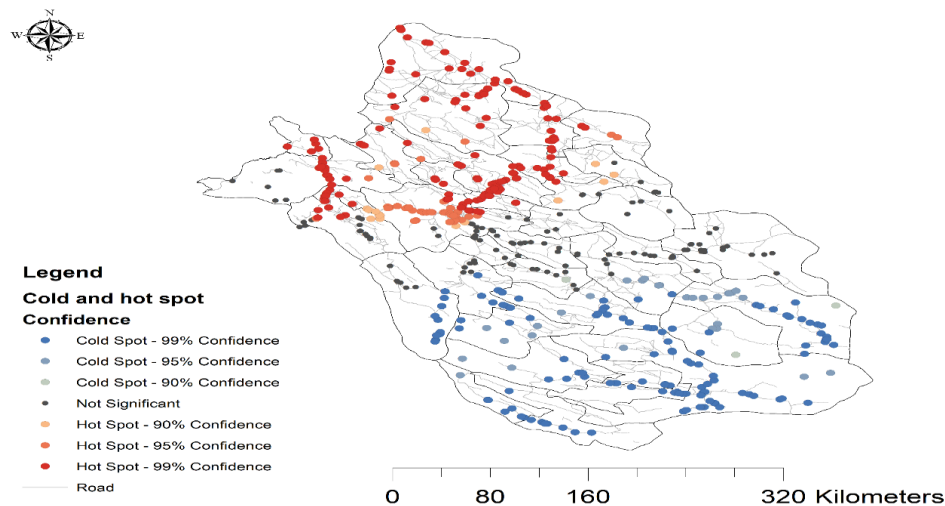 N
W E
S
Legend
Cold and hot spot
Confidence
Cold Spot - 99% Confidence
Cold Spot - 95% Confidence
Cold Spot - 90% Confidence
Not Significant
Hot Spot - 90% Confidence
Hot Spot - 95% Confidence
Hot Spot - 99% Confidence
Road
0 80 160 320 Kilometers